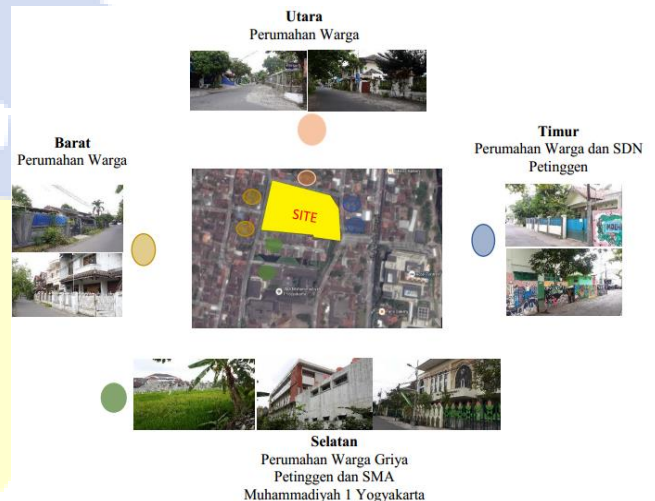 Utara
Perumahan Warga
Barat
Perumahan Warga
Timur
Perumahan Warga dan SDN
Petinggen
SITE
Selatan
Perumahan Warga Griya
Petinggen dan SMA
Muhammadiyah 1 Yogyakarta